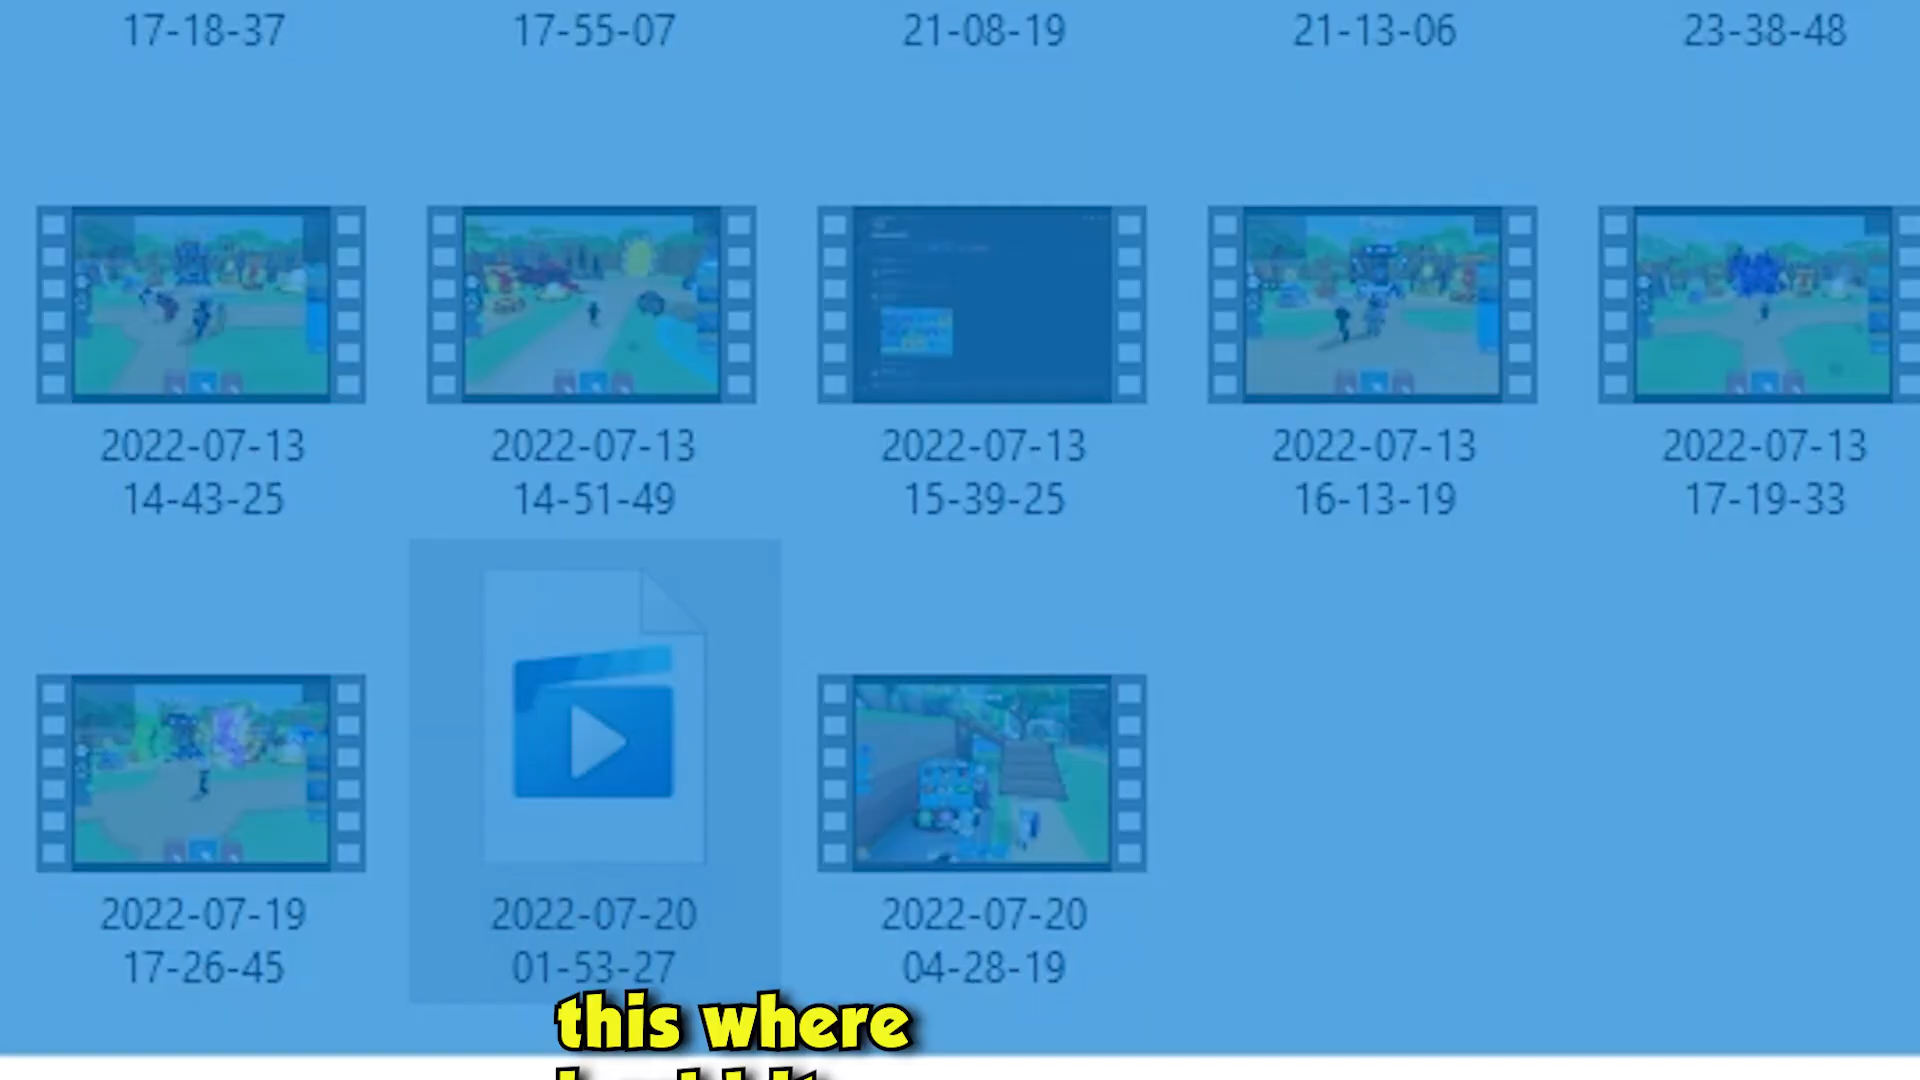 17-18-37 17-55-07 21-08-19 21-13-06 23-38-48
2022-07-13 2022-07-13 2022-07-13 2022-07-13 2022-07-13
14-43-25 14-51-49 15-39-25 16-13-19 17-19-33
2022-07-19 2022-07-20 2022-07-20
17-26-45 01-53-27 04-28-19
this where